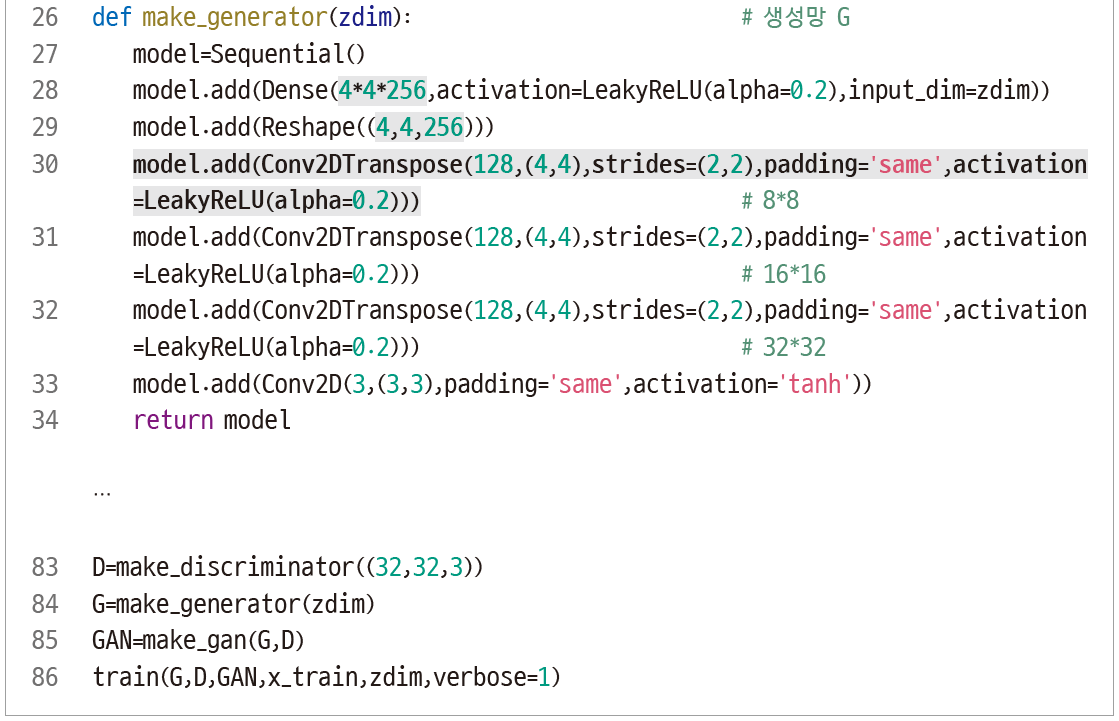 26 def make_generator(zdim): # 생성망 G
27 model=Sequential()
28 model.add(Dense(4*4*256,activation=LeakyReLU(alpha=0.2),input_dim=zdim))
29 model.add(Reshape((4,4,256)))
30 model.add(Conv2DTranspose(128,(4,4),strides=(2,2),padding='same',activation
=LeakyReLU(alpha=0.2))) # 8*8
31 model.add(Conv2DTranspose(128,(4,4),strides=(2,2),padding='same',activation
=LeakyReLU(alpha=0.2))) # 16*16
32 model.add(Conv2DTranspose(128,(4,4),strides=(2,2),padding='same',activation
=LeakyReLU(alpha=0.2))) # 32*32
33 model.add(Conv2D(3,(3,3),padding='same',activation='tanh'))
34 return model
…
83 D=make_discriminator((32,32,3))
84 G=make_generator(zdim)
85 GAN=make_gan(G,D)
86 train(G,D,GAN,x_train,zdim,verbose=1)